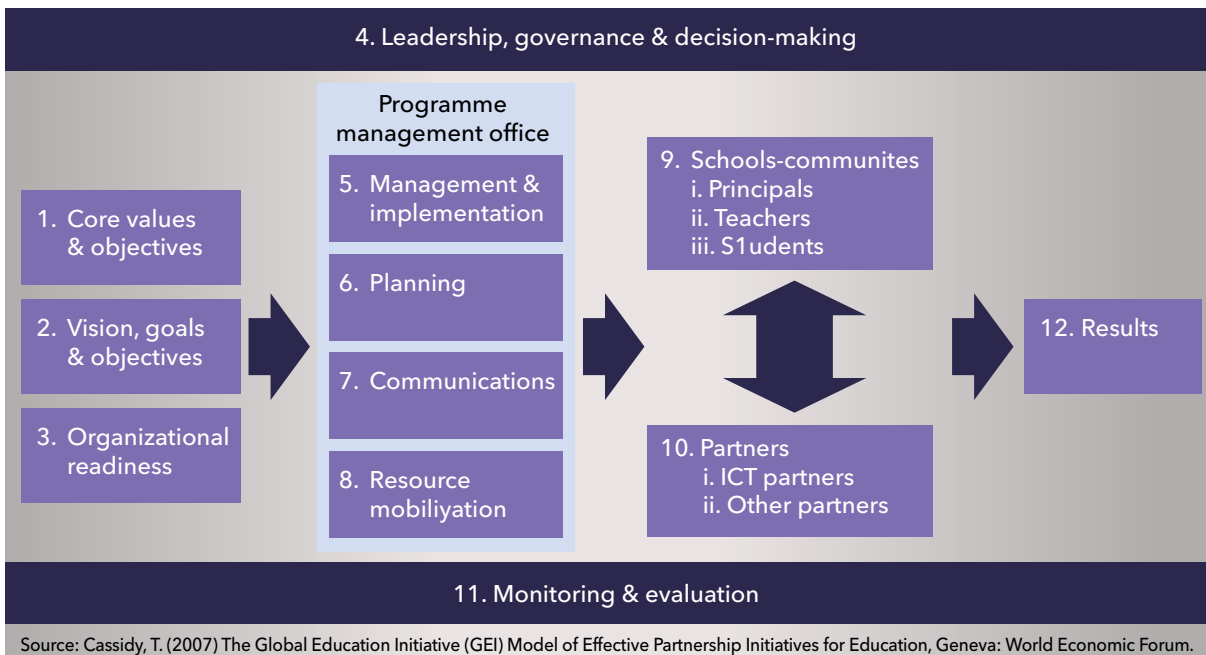 4. Leadership, governance & decision-making
1. Core values
& objectives
2. Vision, goals
& objectives
3. Organizational
readiness
Programme
management office
5. Management &
implementation
6. Planning
7. Communications
8. Resource
mobiliyation
9. Schools-communites
i. Principals
ii. Teachers
iii. S1udents
10. Partners
i. ICT partners
ii. Other partners
12. Results
11. Monitoring & evaluation
Source: Cassidy, T. (2007) The Global Education Initiative (GEI) Model of Effective Partnership Initiatives for Education, Geneva: World Economic Forum.